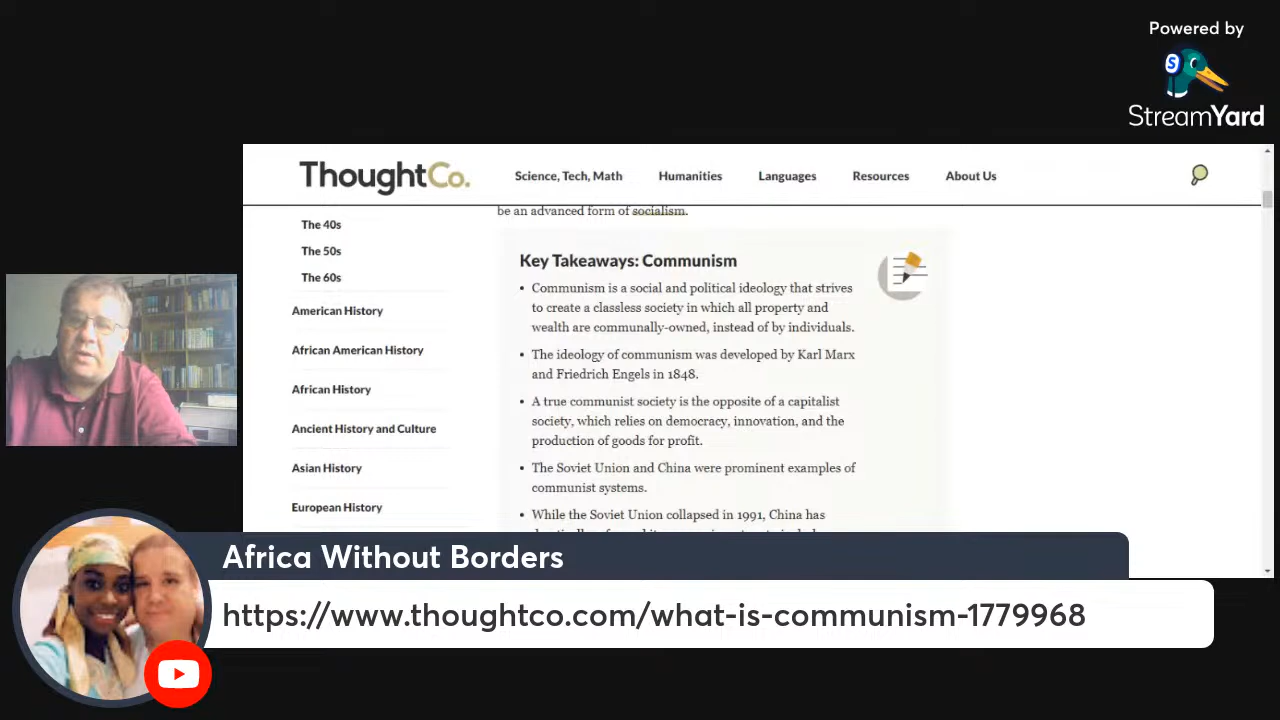 Powered by
StreamYard
ThoughtCo.
Science, Tech, Math Humanities Languages Resources About Us
be an advanced form of socialism.
The 40s
The 50s
The 60s
American History
African American History
African History
Ancient History and Culture
Asian History
European History
Key Takeaways: Communism
• Communism is a social and political ideology that strives
to create a classless society in which all property and
wealth are communally-owned, instead of by individuals.
• The ideology of communism was developed by Karl Marx
and Friedrich Engels in 1848.
• A true communist society is the opposite of a capitalist
society, which relies on democracy, innovation, and the
production of goods for profit.
• The Soviet Union and China were prominent examples of
communist systems.
• While the Soviet Union collapsed in 1991, China has
Africa Without Borders
https://www.thoughtco.com/what-is-communism-1779968